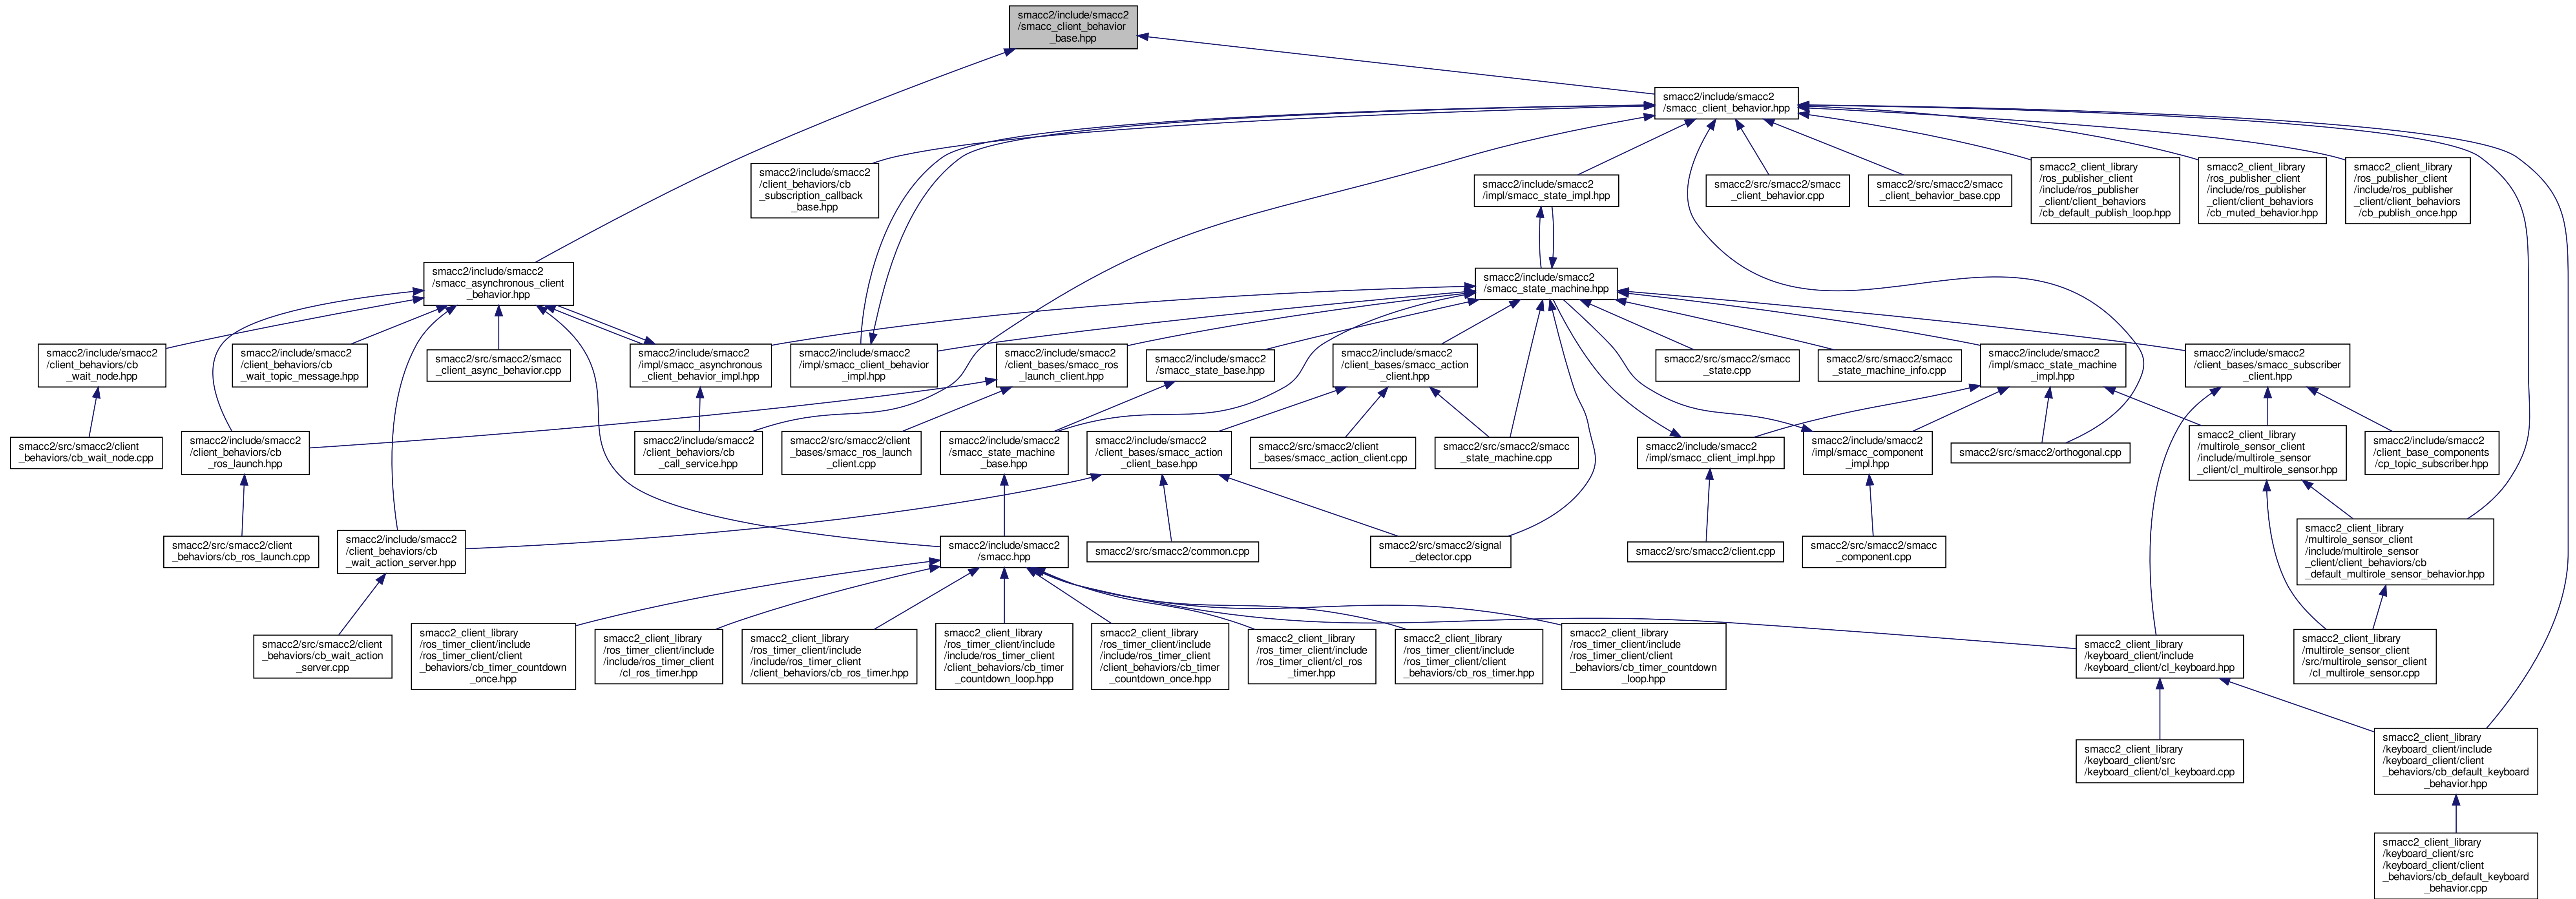 smacc2/include/smacc2
/smacc_client_behavior
_base.hpp
smacc2/include/smacc2
/smacc_client_behavior.hpp
smacc2/include/smacc2
/client_behaviors/cb
_subscription_callback
_base.hpp
smacc2/include/smacc2
/impl/smacc_state_impl.hpp
smacc2/src/smacc2/smacc
_client_behavior.cpp
smacc2/src/smacc2/smacc
_client_behavior_base.cpp
smacc2_client_library
/ros_publisher_client
/include/ros_publisher
_client/client_behaviors
/cb_default_publish_loop.hpp
smacc2_client_library
/ros_publisher_client
/include/ros_publisher
_client/client_behaviors
/cb_muted_behavior.hpp
smacc2_client_library
/ros_publisher_client
/include/ros_publisher
_client/client_behaviors
/cb_publish_once.hpp
smacc2/include/smacc2
/smacc_asynchronous_client
_behavior.hpp
smacc2/include/smacc2
/smacc_state_machine.hpp
smacc2/include/smacc2
/client_behaviors/cb
_wait_node.hpp
smacc2/include/smacc2
/client_behaviors/cb
_wait_topic_message.hpp
smacc2/src/smacc2/smacc
_client_async_behavior.cpp
smacc2/include/smacc2
/impl/smacc_asynchronous
_client_behavior_impl.hpp
smacc2/include/smacc2
/impl/smacc_client_behavior
_impl.hpp
smacc2/include/smacc2
/client_bases/smacc_ros
_launch_client.hpp
smacc2/include/smacc2
/smacc_state_base.hpp
smacc2/include/smacc2
/client_bases/smacc_action
_client.hpp
smacc2/src/smacc2/smacc
_state.cpp
smacc2/src/smacc2/smacc
_state_machine_info.cpp
smacc2/include/smacc2
/impl/smacc_state_machine
_impl.hpp
smacc2/include/smacc2
/client_bases/smacc_subscriber
_client.hpp
smacc2/src/smacc2/client
_behaviors/cb_wait_node.cpp
smacc2/include/smacc2
/client_behaviors/cb
_ros_launch.hpp
smacc2/include/smacc2
/client_behaviors/cb
_call_service.hpp
smacc2/src/smacc2/client
_bases/smacc_ros_launch
_client.cpp
smacc2/include/smacc2
/smacc_state_machine
_base.hpp
smacc2/include/smacc2
/client_bases/smacc_action
_client_base.hpp
smacc2/src/smacc2/client
_bases/smacc_action_client.cpp
smacc2/src/smacc2/smacc
_state_machine.cpp
smacc2/include/smacc2
/impl/smacc_client_impl.hpp
smacc2/include/smacc2
/impl/smacc_component
_impl.hpp
smacc2/src/smacc2/orthogonal.cpp
smacc2_client_library
/multirole_sensor_client
/include/multirole_sensor
_client/cl_multirole_sensor.hpp
smacc2/include/smacc2
/client_base_components
/cp_topic_subscriber.hpp
smacc2/src/smacc2/client
_behaviors/cb_ros_launch.cpp
smacc2/include/smacc2
/client_behaviors/cb
_wait_action_server.hpp
smacc2/include/smacc2
/smacc.hpp
smacc2/src/smacc2/common.cpp
smacc2/src/smacc2/signal
_detector.cpp
smacc2/src/smacc2/client.cpp
smacc2/src/smacc2/smacc
_component.cpp
smacc2_client_library
/multirole_sensor_client
/include/multirole_sensor
_client/client_behaviors/cb
_default_multirole_sensor_behavior.hpp
smacc2/src/smacc2/client
_behaviors/cb_wait_action
_server.cpp
smacc2_client_library
/ros_timer_client/include
/ros_timer_client/client
_behaviors/cb_timer_countdown
_once.hpp
smacc2_client_library
/ros_timer_client/include
/include/ros_timer_client
/cl_ros_timer.hpp
smacc2_client_library
/ros_timer_client/include
/include/ros_timer_client
/client_behaviors/cb_ros_timer.hpp
smacc2_client_library
/ros_timer_client/include
/include/ros_timer_client
/client_behaviors/cb_timer
_countdown_loop.hpp
smacc2_client_library
/ros_timer_client/include
/include/ros_timer_client
/client_behaviors/cb_timer
_countdown_once.hpp
smacc2_client_library
/ros_timer_client/include
/ros_timer_client/cl_ros
_timer.hpp
smacc2_client_library
/ros_timer_client/include
/ros_timer_client/client
_behaviors/cb_ros_timer.hpp
smacc2_client_library
/ros_timer_client/include
/ros_timer_client/client
_behaviors/cb_timer_countdown
_loop.hpp
smacc2_client_library
/keyboard_client/include
/keyboard_client/cl_keyboard.hpp
smacc2_client_library
/multirole_sensor_client
/src/multirole_sensor_client
/cl_multirole_sensor.cpp
smacc2_client_library
/keyboard_client/src
/keyboard_client/cl_keyboard.cpp
smacc2_client_library
/keyboard_client/include
/keyboard_client/client
_behaviors/cb_default_keyboard
_behavior.hpp
smacc2_client_library
/keyboard_client/src
/keyboard_client/client
_behaviors/cb_default_keyboard
_behavior.cpp